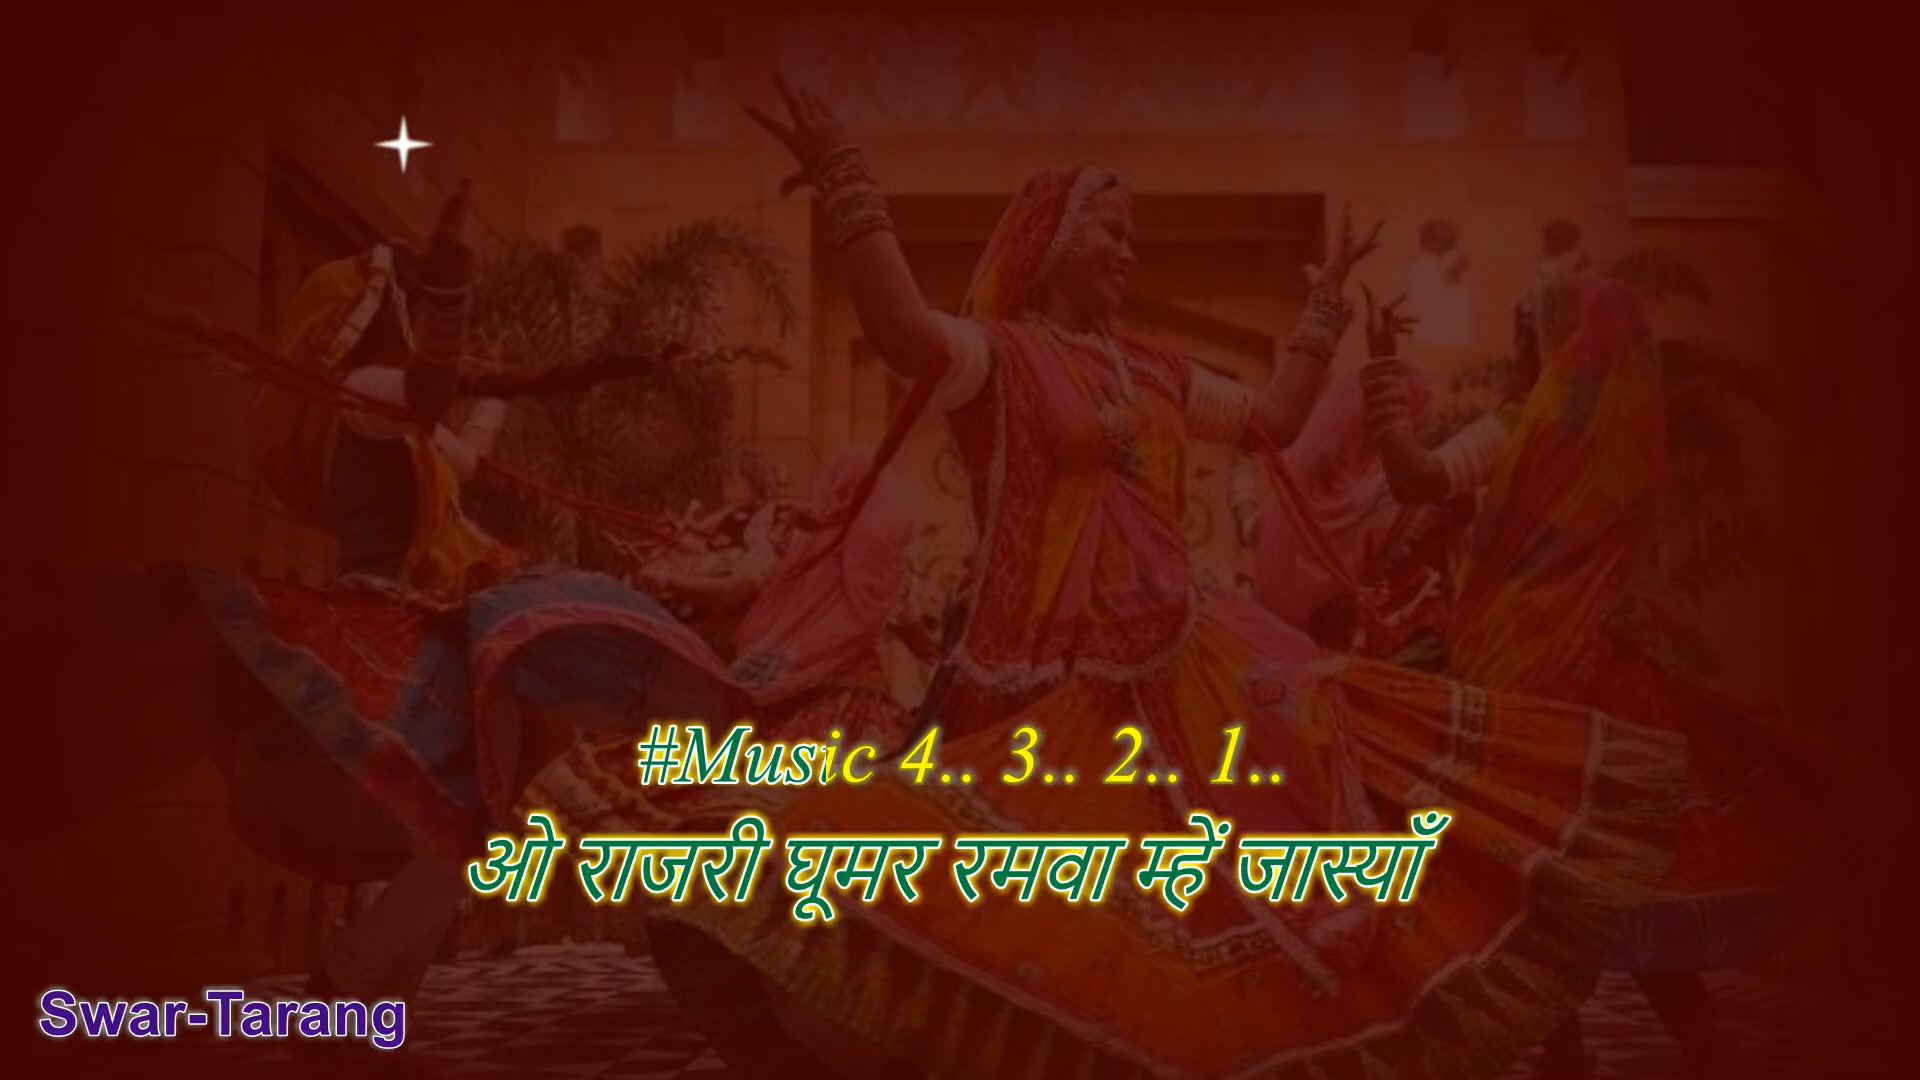 #Music 4.. 3.. 2.. 1..
ओ राजरी घूमर रमवा म्हें जास्याँ
Swar-Tarang